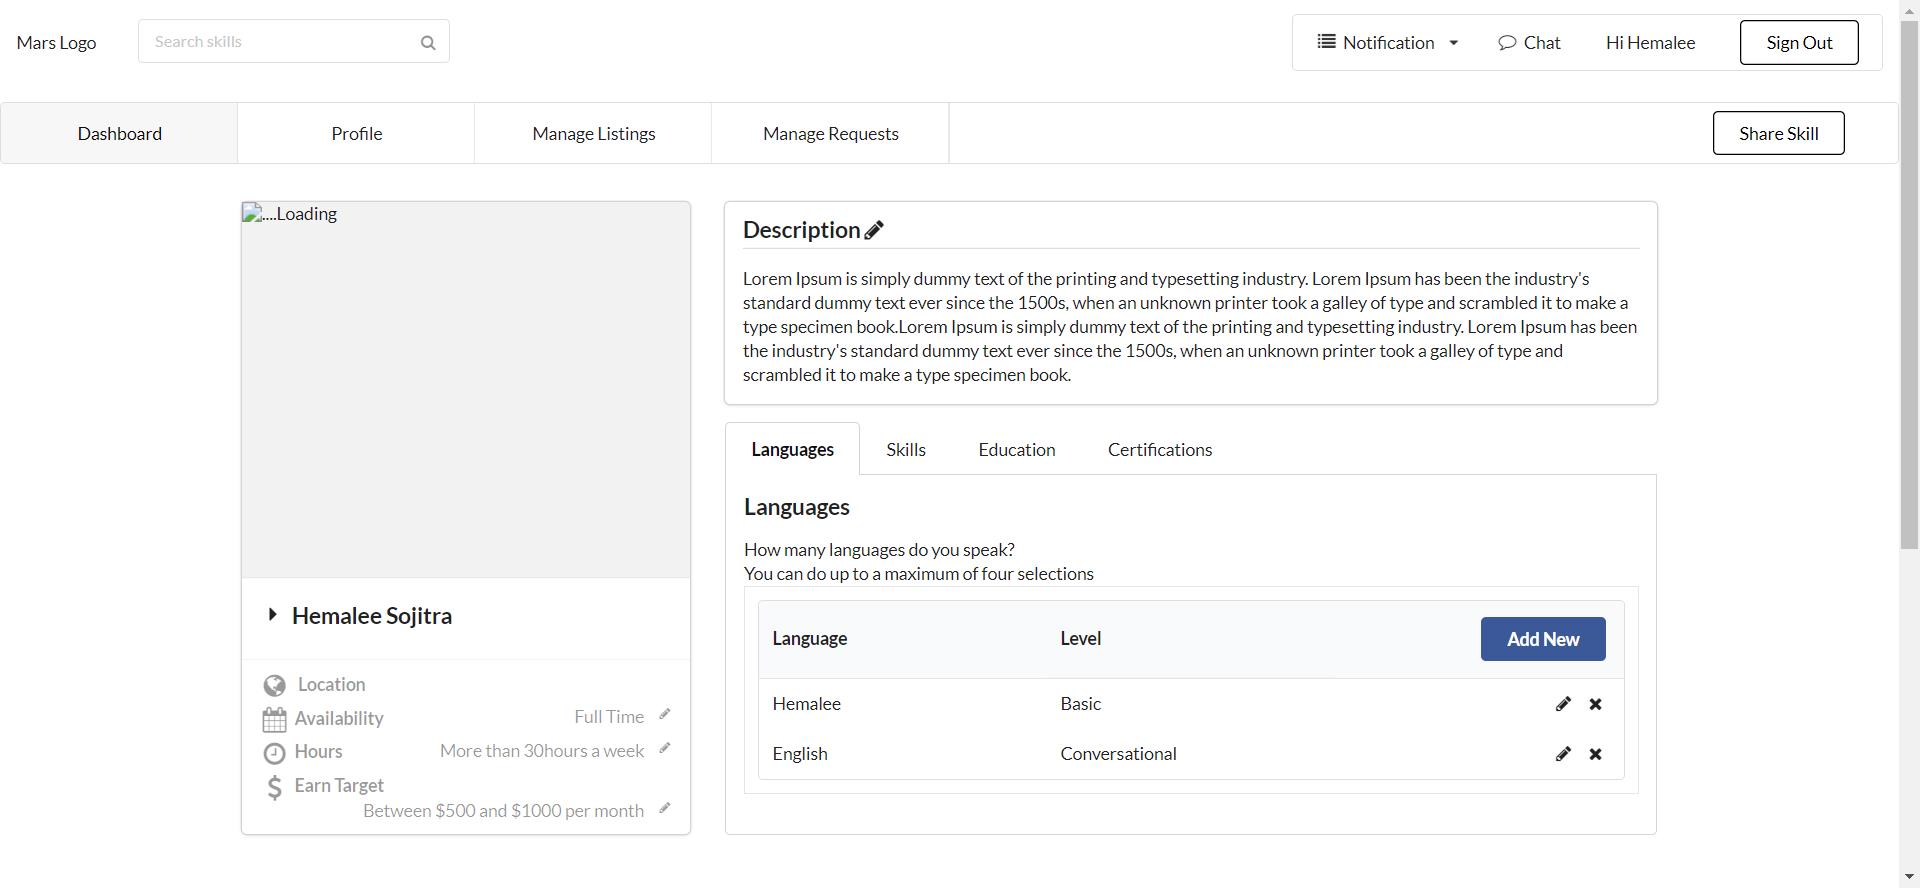 Mars Logo
Search skills
Notification
Chat
Hi Hemalee
Sign Out
Dashboard
Profile
Manage Listings
Manage Requests
Share Skill
....Loading
Hemalee Sojitra
Location
Availability
Full Time
Hours
More than 30hours a week
Earn Target
Between $500 and $1000 per month
Description
Lorem Ipsum is simply dummy text of the printing and typesetting industry. Lorem Ipsum has been the industry's
standard dummy text ever since the 1500s, when an unknown printer took a galley of type and scrambled it to make a
type specimen book.Lorem Ipsum is simply dummy text of the printing and typesetting industry. Lorem Ipsum has been
the industry's standard dummy text ever since the 1500s, when an unknown printer took a galley of type and
scrambled it to make a type specimen book.
Languages
Skills
Education
Certifications
Languages
How many languages do you speak?
You can do up to a maximum of four selections
Language
Level
Add New
Hemalee
Basic
English
Conversational